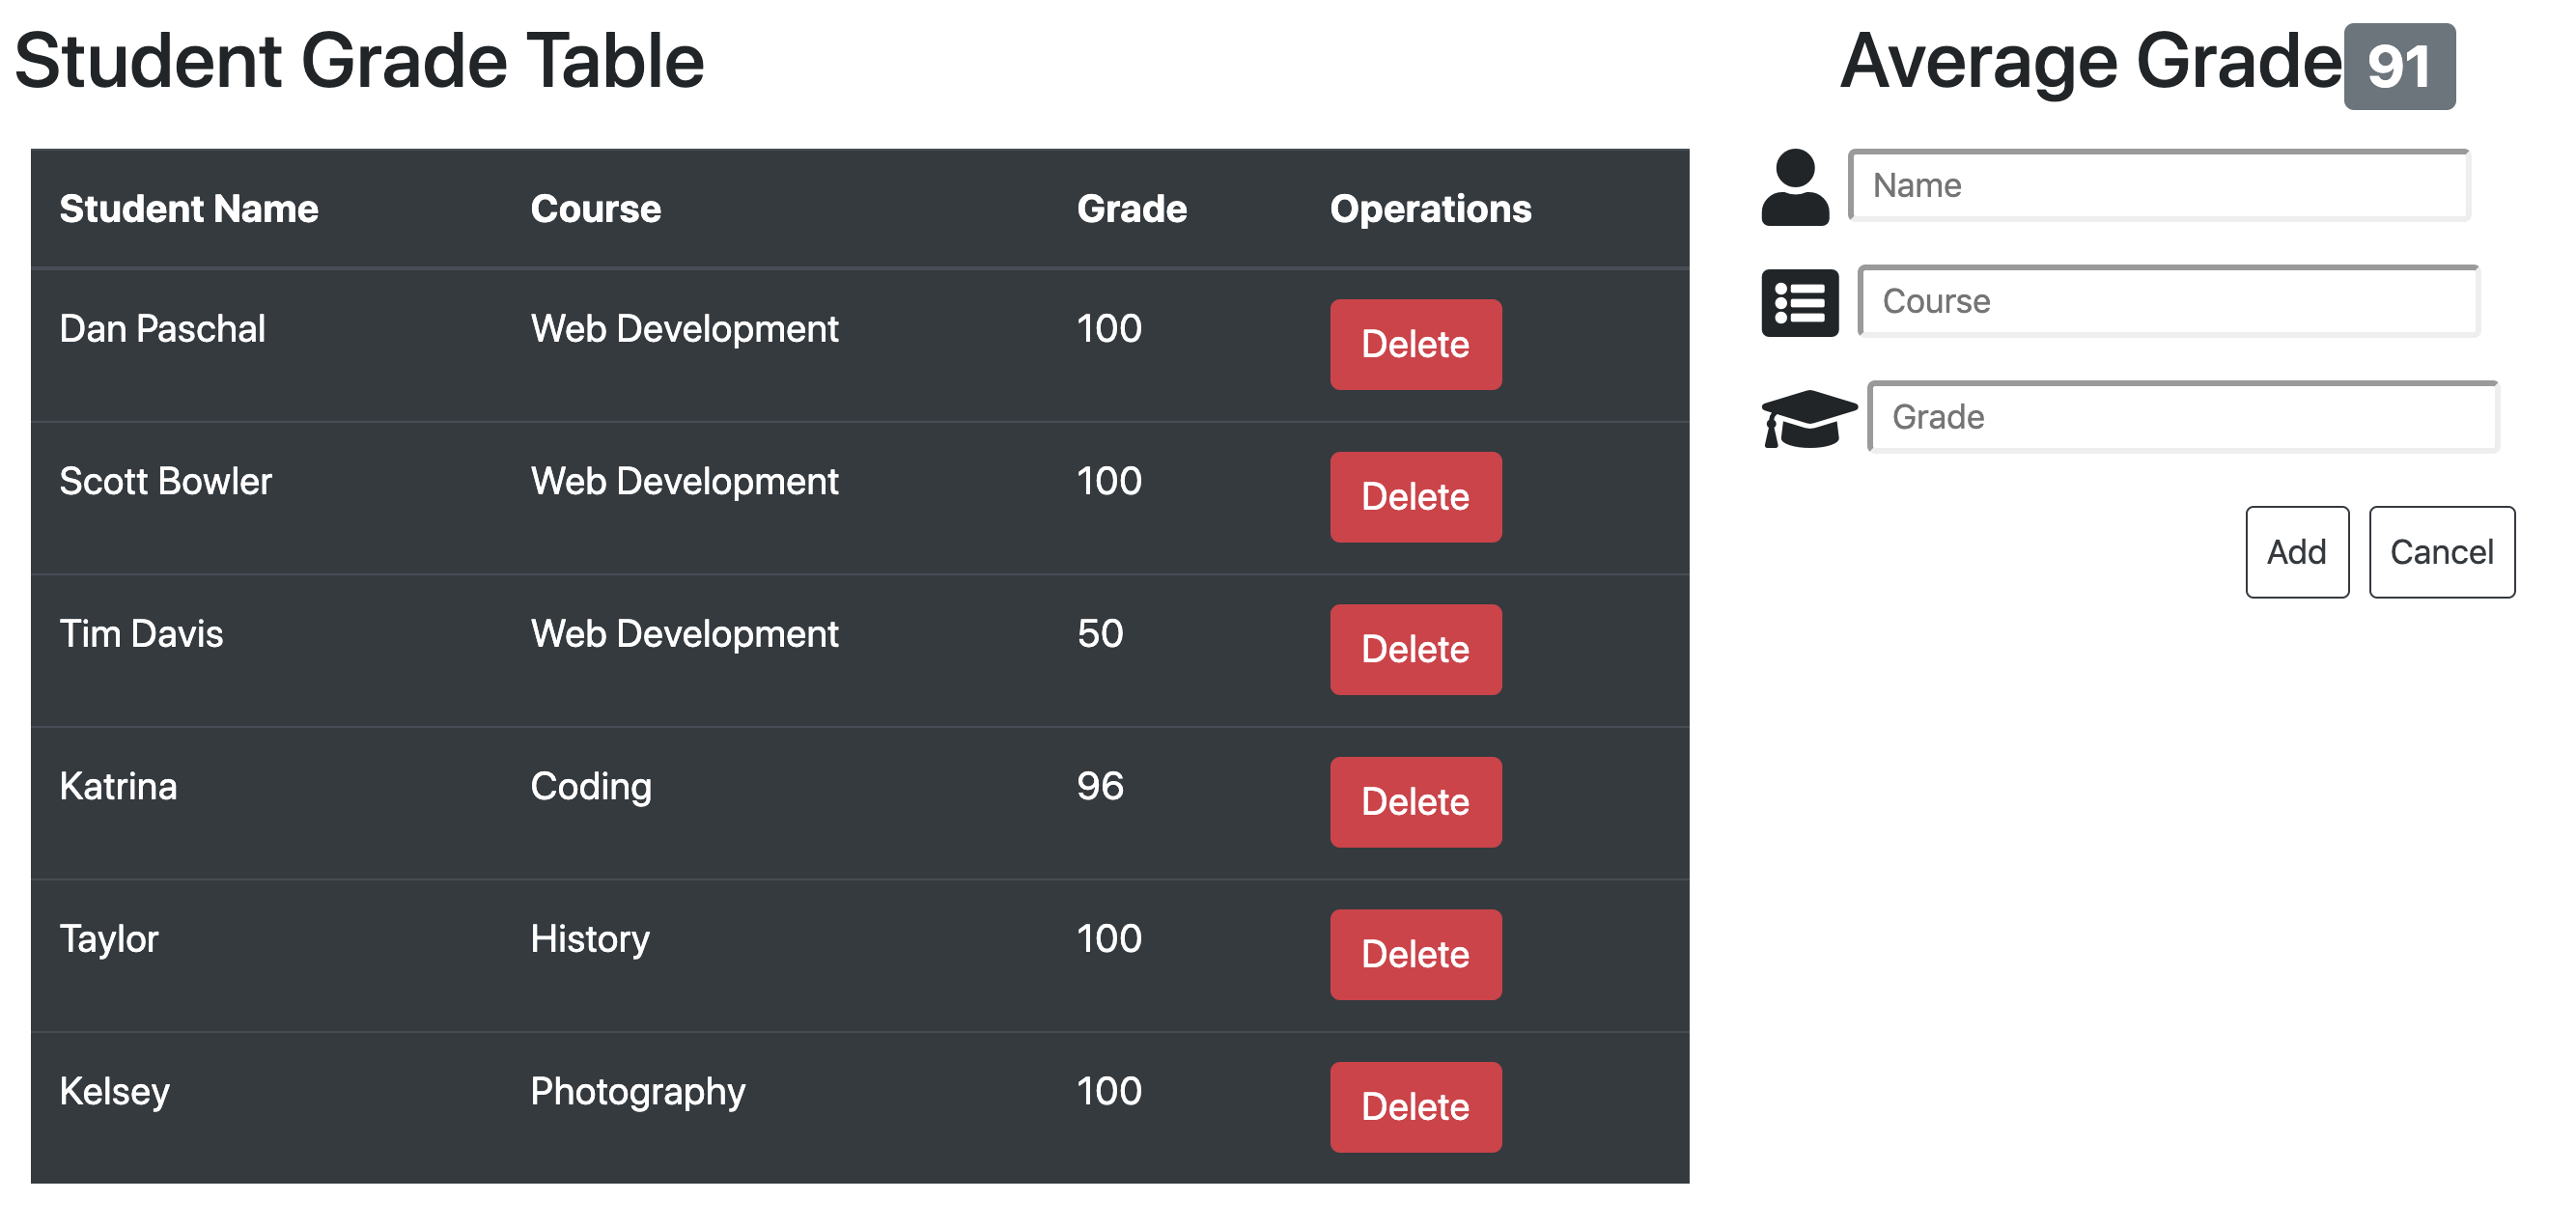 Student Grade Table
Average Grade 91
Student Name Course Grade Operations
Dan Paschal Web Development 100 Delete
Scott Bowler Web Development 100 Delete
Tim Davis Web Development 50 Delete
Katrina Coding 96 Delete
Taylor History 100 Delete
Kelsey Photography 100 Delete
Name
Course
Grade
Add Cancel